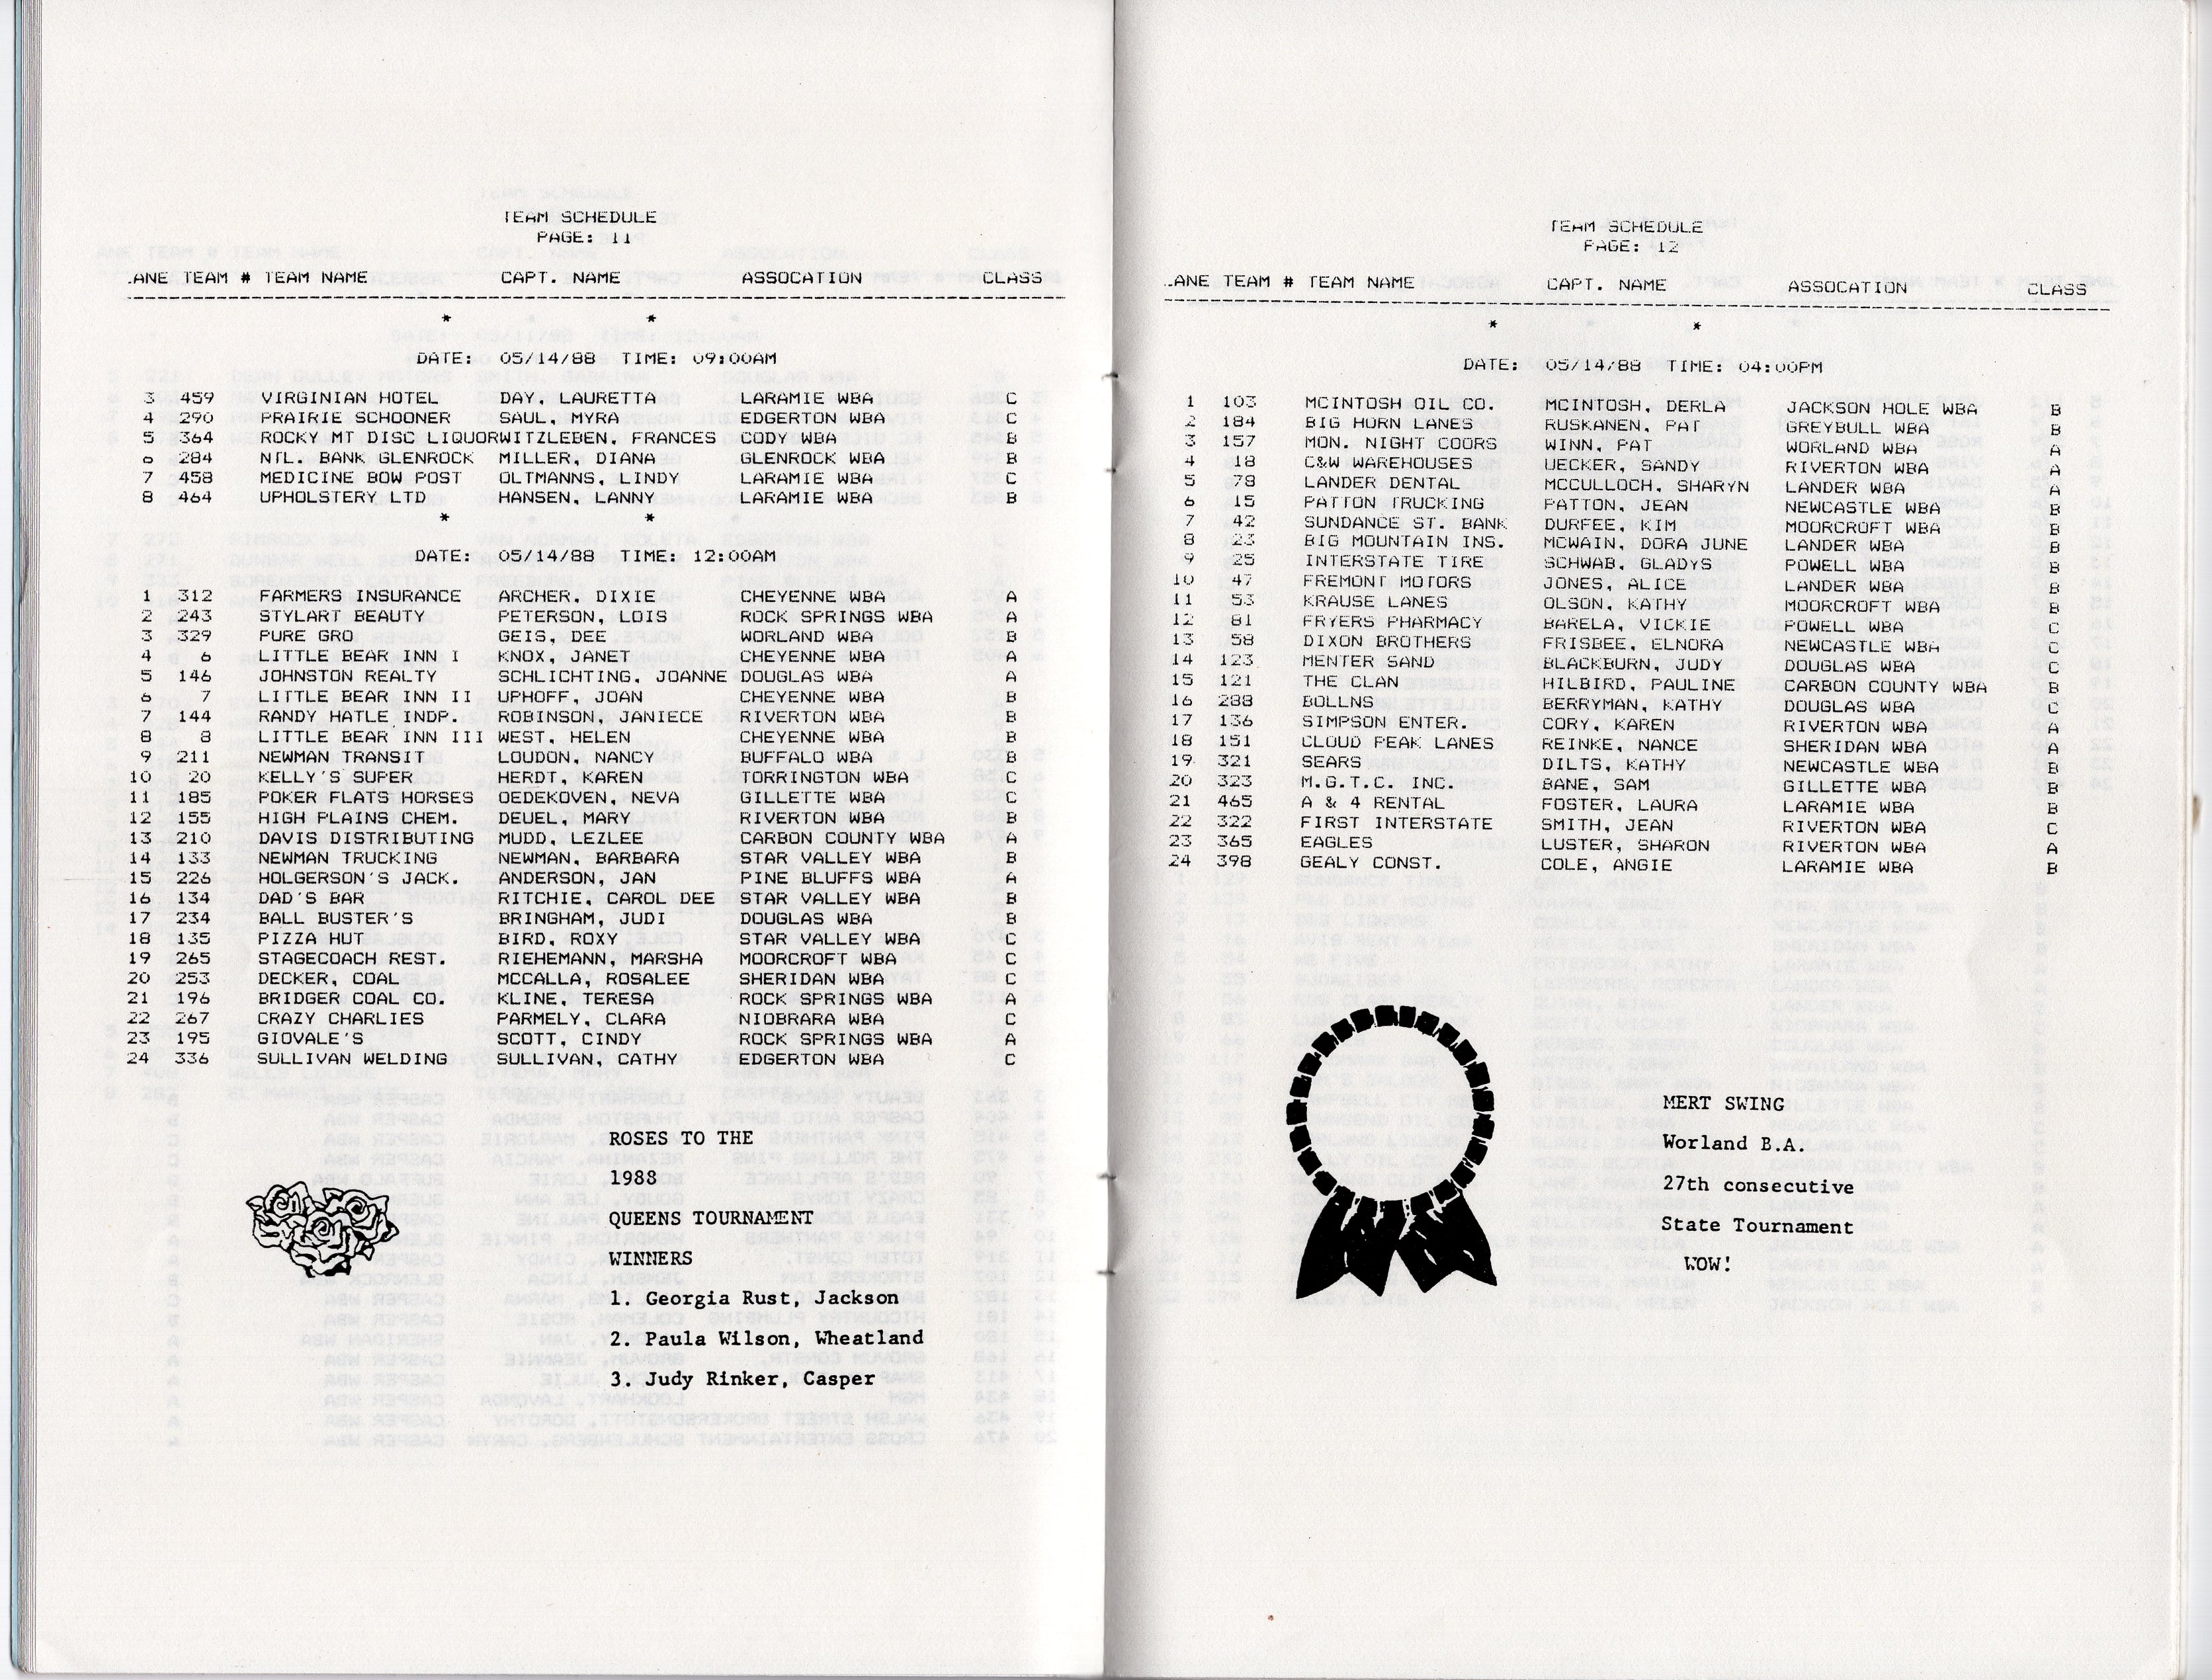 TEAM SCHEDULE
PAGE: 11
.ANE TEAM # TEAM NAME CAPT. NAME ASSOCATION CLASS
* *
DATE: 05/14/88 TIME: 09:00AM
3 459 VIRGINIAN HOTEL DAY, LAURETTA LARAMIE WBA C
4 290 PRAIRIE SCHOONER SAUL, MYRA EDGERTON WBA C
5 364 ROCKY MT DISC LIQUORWITZLEBEN, FRANCES CODY WBA B
6 284 NTL. BANK GLENROCK MILLER, DIANA GLENROCK WBA B
7 458 MEDICINE BOW POST OLTMANNS, LINDY LARAMIE WBA C
8 464 UPHOLSTERY LTD HANSEN, LANNY LARAMIE WBA B
* *
DATE: 05/14/88 TIME: 12:00AM
1 312 FARMERS INSURANCE ARCHER, DIXIE CHEYENNE WBA A
2 243 STYLART BEAUTY PETERSON, LOIS ROCK SPRINGS WBA A
3 329 PURE GRO GEIS, DEE WORLAND WBA B
4 6 LITTLE BEAR INN I KNOX, JANET CHEYENNE WBA A
5 146 JOHNSTON REALTY SCHLICHTING, JOANNE DOUGLAS WBA A
6 7 LITTLE BEAR INN II UPHOFF, JOAN CHEYENNE WBA B
7 144 RANDY HATLE INDP. ROBINSON, JANIECE RIVERTON WBA B
8 8 LITTLE BEAR INN III WEST, HELEN CHEYENNE WBA B
9 211 NEWMAN TRANSIT LOUDON, NANCY BUFFALO WBA B
10 20 KELLY'S SUPER HERDT, KAREN TORRINGTON WBA C
11 185 POKER FLATS HORSES OEDEKOVEN, NEVA GILLETTE WBA C
12 155 HIGH PLAINS CHEM. DEUEL, MARY RIVERTON WBA B
13 210 DAVIS DISTRIBUTING MUDD, LEZLEE CARBON COUNTY WBA A
14 133 NEWMAN TRUCKING NEWMAN, BARBARA STAR VALLEY WBA B
15 226 HOLGERSON'S JACK. ANDERSON, JAN PINE BLUFFS WBA A
16 134 DAD'S BAR RITCHIE, CAROL DEE STAR VALLEY WBA B
17 234 BALL BUSTER'S BRINGHAM, JUDI DOUGLAS WBA B
18 135 PIZZA HUT BIRD, ROXY STAR VALLEY WBA C
19 265 STAGECOACH REST. RIEHEMANN, MARSHA MOORCROFT WBA C
20 253 DECKER, COAL MCCALLA, ROSALEE SHERIDAN WBA C
21 196 BRIDGER COAL CO. KLINE, TERESA ROCK SPRINGS WBA A
22 267 CRAZY CHARLIES PARMELY, CLARA NIOBRARA WBA C
23 195 GIOVALE'S SCOTT, CINDY ROCK SPRINGS WBA A
24 336 SULLIVAN WELDING SULLIVAN, CATHY EDGERTON WBA C
ROSES TO THE
1988
QUEENS TOURNAMENT
WINNERS
1. Georgia Rust, Jackson
2. Paula Wilson, Wheatland
3. Judy Rinker, Casper
TEAM SCHEDULE
PAGE: 12
.ANE TEAM # TEAM NAME CAPT. NAME ASSOCATION CLASS
* *
DATE: 05/14/88 TIME: 04:00PM
1 103 MCINTOSH OIL CO. MCINTOSH, DERLA JACKSON HOLE WBA B
2 184 BIG HORN LANES RUSKANEN, PAT GREYBULL WBA B
3 157 MON. NIGHT COORS WINN, PAT WORLAND WBA A
4 18 C&W WAREHOUSES UECKER, SANDY RIVERTON WBA A
5 78 LANDER DENTAL MCCULLOCH, SHARYN LANDER WBA A
6 15 PATTON TRUCKING PATTON, JEAN NEWCASTLE WBA B
7 42 SUNDANCE ST. BANK DURFEE, KIM MOORCROFT WBA B
8 23 BIG MOUNTAIN INS. MCWAIN, DORA JUNE LANDER WBA B
9 25 INTERSTATE TIRE SCHWAB, GLADYS POWELL WBA B
10 47 FREMONT MOTORS JONES, ALICE LANDER WBA B
11 53 KRAUSE LANES OLSON, KATHY MOORCROFT WBA B
12 81 FRYERS PHARMACY BARELA, VICKIE POWELL WBA C
13 58 DIXON BROTHERS FRISBEE, ELNORA NEWCASTLE WBA C
14 123 MENTER SAND BLACKBURN, JUDY DOUGLAS WBA C
15 121 THE CLAN HILBIRD, PAULINE CARBON COUNTY WBA B
16 288 BOLLNS BERRYMAN, KATHY DOUGLAS WBA C
17 136 SIMPSON ENTER. CORY, KAREN RIVERTON WBA A
18 151 CLOUD PEAK LANES REINKE, NANCE SHERIDAN WBA A
19 321 SEARS DILTS, KATHY NEWCASTLE WBA B
20 323 M.G.T.C. INC. BANE, SAM GILLETTE WBA B
21 465 A & 4 RENTAL FOSTER, LAURA LARAMIE WBA B
22 322 FIRST INTERSTATE SMITH, JEAN RIVERTON WBA C
23 365 EAGLES LUSTER, SHARON RIVERTON WBA A
24 398 GEALY CONST. COLE, ANGIE LARAMIE WBA B
MERT SWING
Worland B.A.
27th consecutive
State Tournament
WOW!